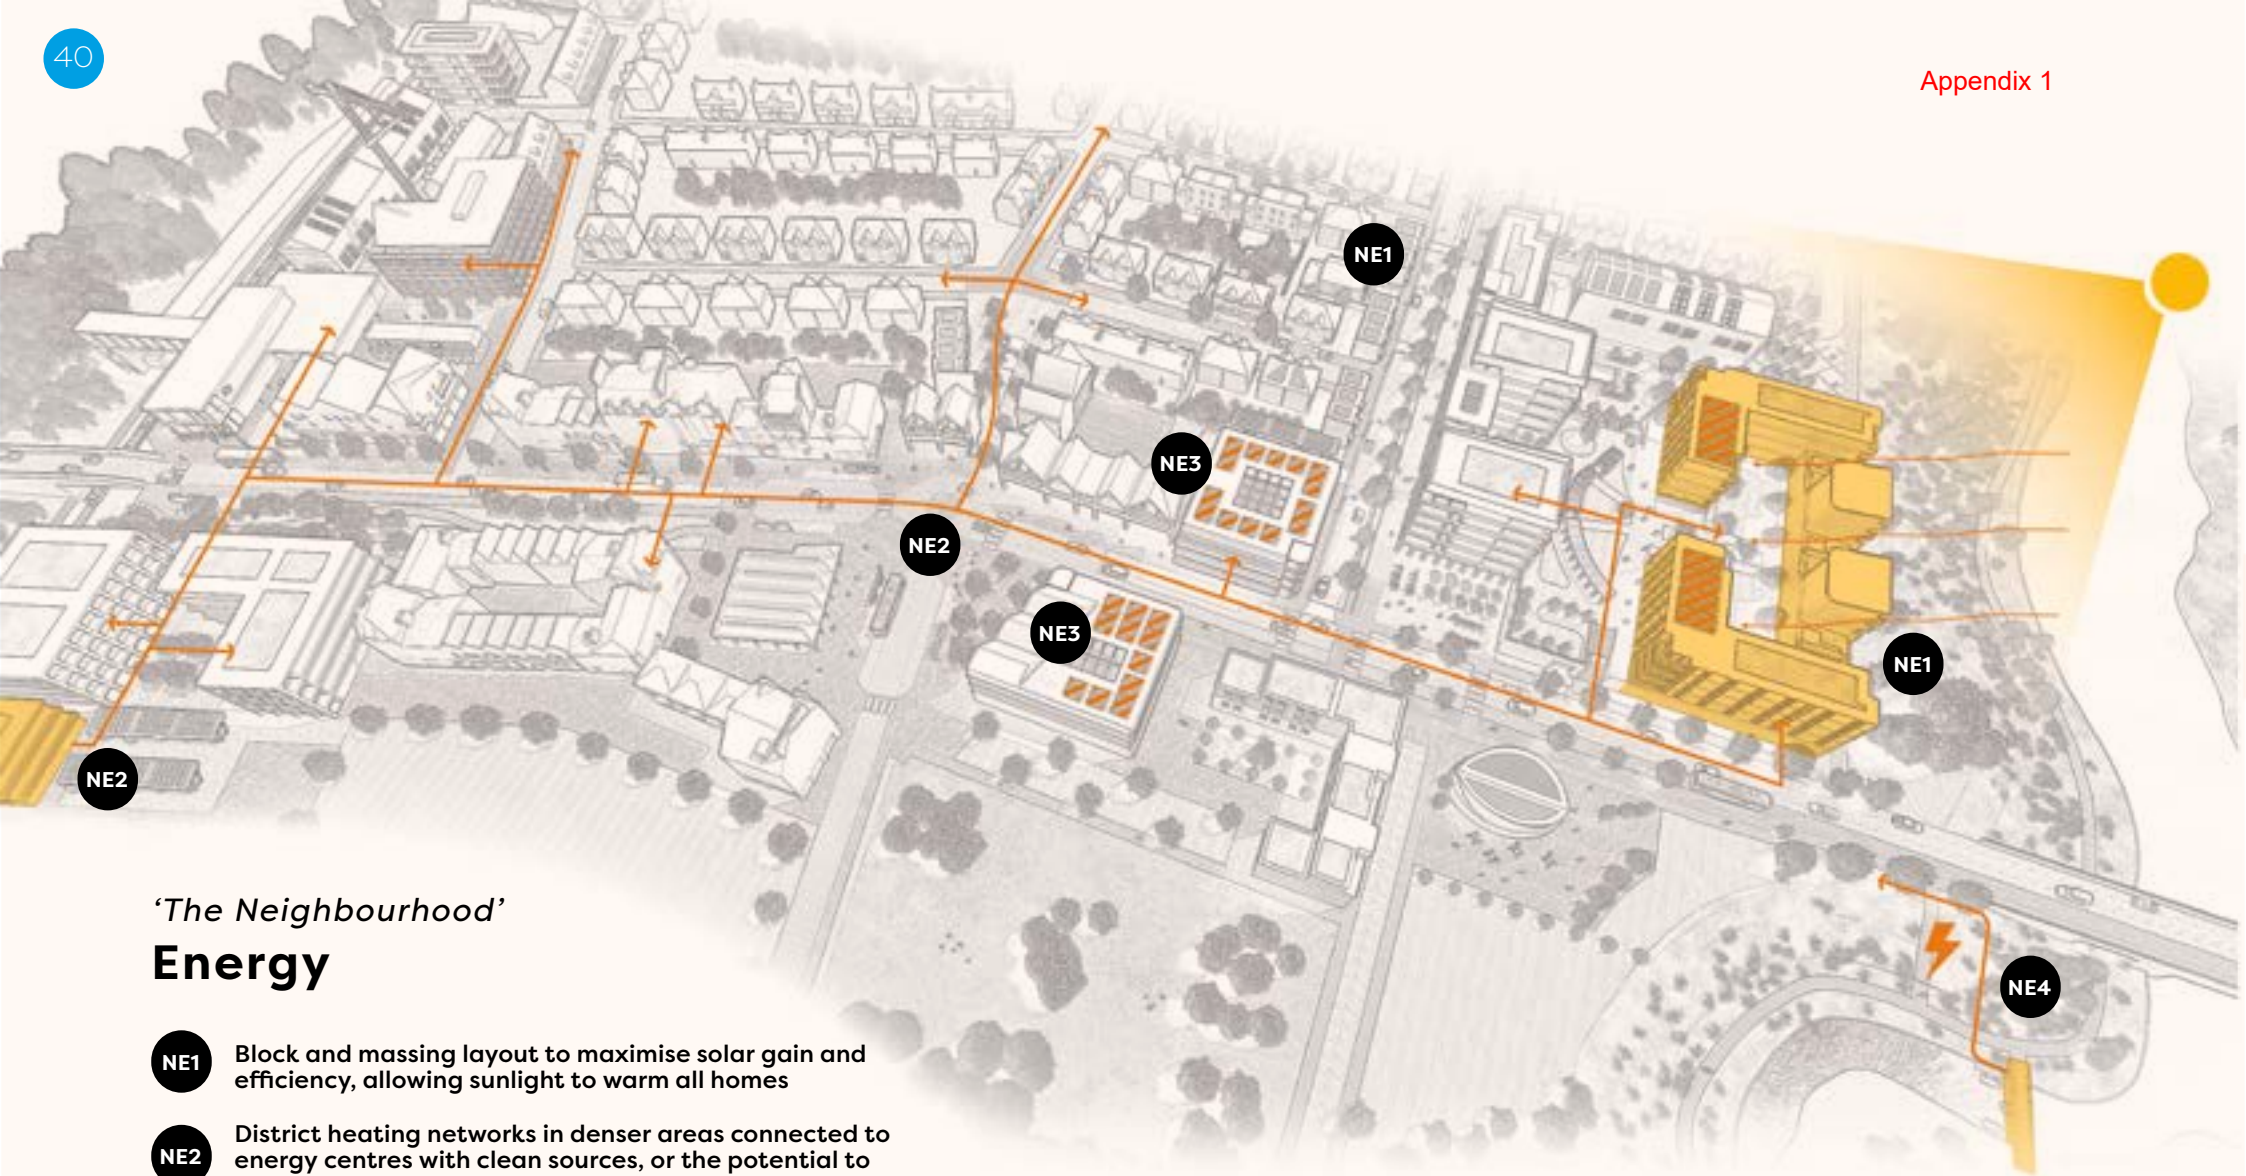 40
Appendix 1
NE1
NE3
NE2
NE3
NE1
NE2
NE4
‘The Neighbourhood’
Energy
NE1
Block and massing layout to maximise solar gain and
efficiency, allowing sunlight to warm all homes
NE2
District heating networks in denser areas connected to
energy centres with clean sources, or the potential to